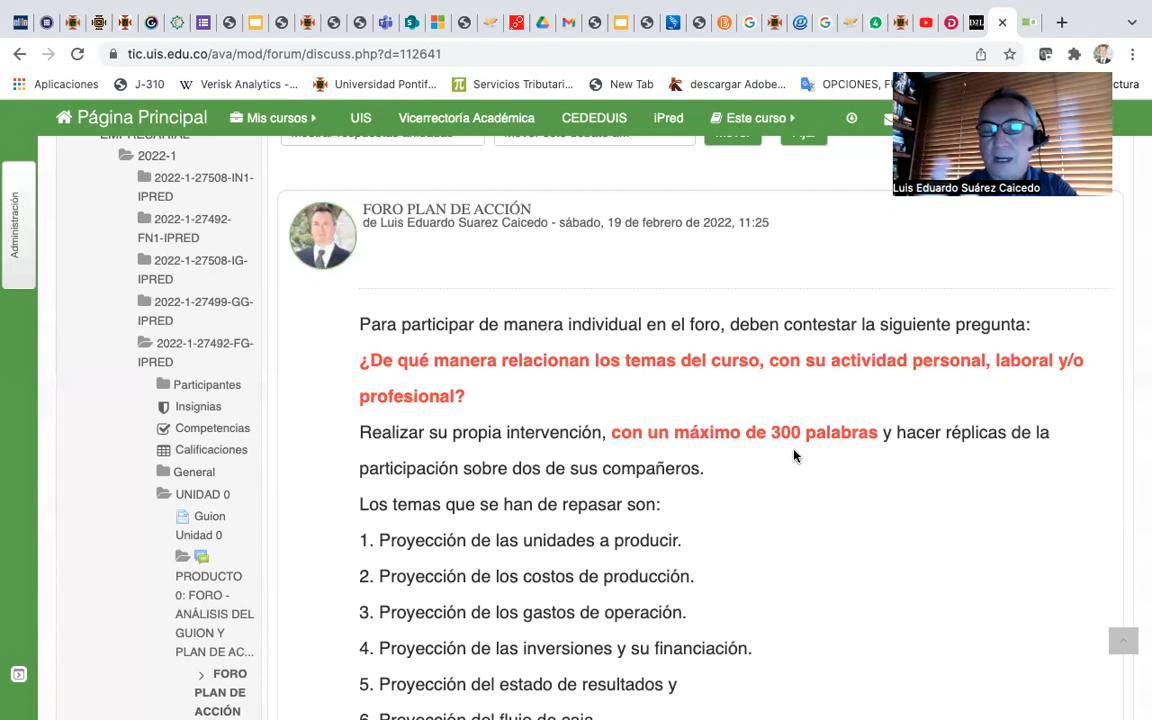 tic.uis.edu.co/ava/mod/forum/discuss.php?d=112641
Aplicaciones
J-310
Verisk Analytics -...
Universidad Pontif...
Servicios Tributari...
New Tab
descargar Adobe...
OPCIONES, F
ctura
Página Principal
Mis cursos
UIS
Vicerrectoría Académica
CEDEUIS
iPred
Este curso
Luis Eduardo Suárez Caicedo
Administración
EMPRESARIAL
2022-1
2022-1-27508-IN1-
IPRED
2022-1-27492-
FN1-IPRED
2022-1-27508-IG-
IPRED
2022-1-27499-GG-
IPRED
2022-1-27492-FG-
IPRED
Participantes
Insignias
Competencias
Calificaciones
General
UNIDAD 0
Guion
Unidad 0
PRODUCTO
0: FORO -
ANÁLISIS DEL
GUION Y
PLAN DE AC...
FORO
PLAN DE
ACCIÓN
FORO PLAN DE ACCIÓN
de Luis Eduardo Suarez Caicedo - sábado, 19 de febrero de 2022, 11:25
Para participar de manera individual en el foro, deben contestar la siguiente pregunta:
¿De qué manera relacionan los temas del curso, con su actividad personal, laboral y/o
profesional?
Realizar su propia intervención, con un máximo de 300 palabras y hacer réplicas de la
participación sobre dos de sus compañeros.
Los temas que se han de repasar son:
1. Proyección de las unidades a producir.
2. Proyección de los costos de producción.
3. Proyección de los gastos de operación.
4. Proyección de las inversiones y su financiación.
5. Proyección del estado de resultados y
6. Proyección del flujo de caja